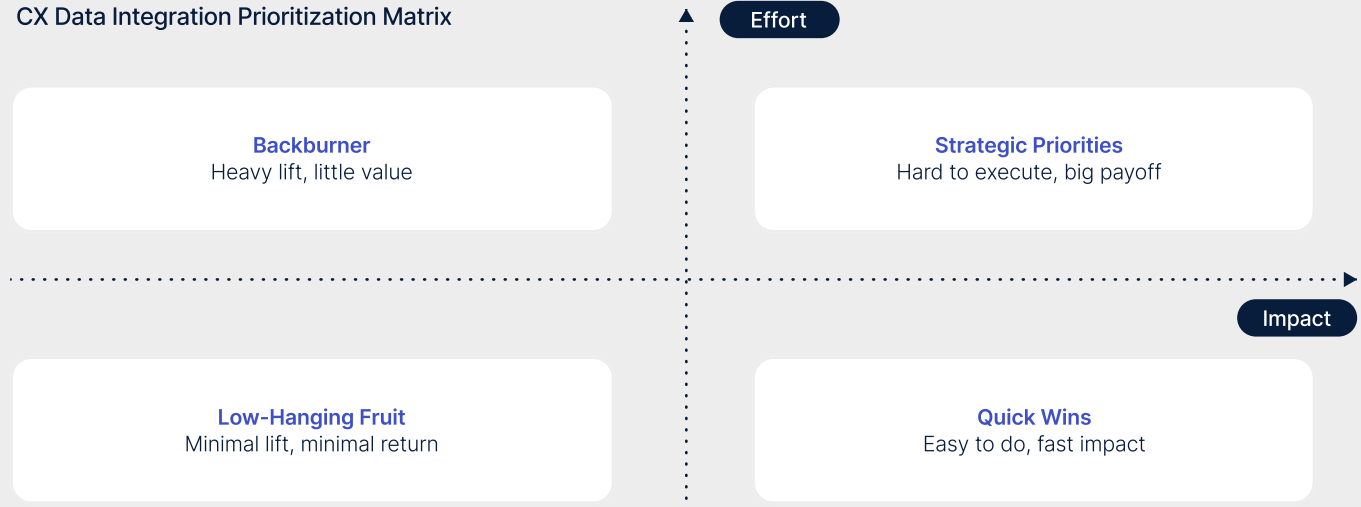 CX Data Integration Prioritization Matrix
Effort
Backburner
Heavy lift, little value
Strategic Priorities
Hard to execute, big payoff
Impact
Low-Hanging Fruit
Minimal lift, minimal return
Quick Wins
Easy to do, fast impact